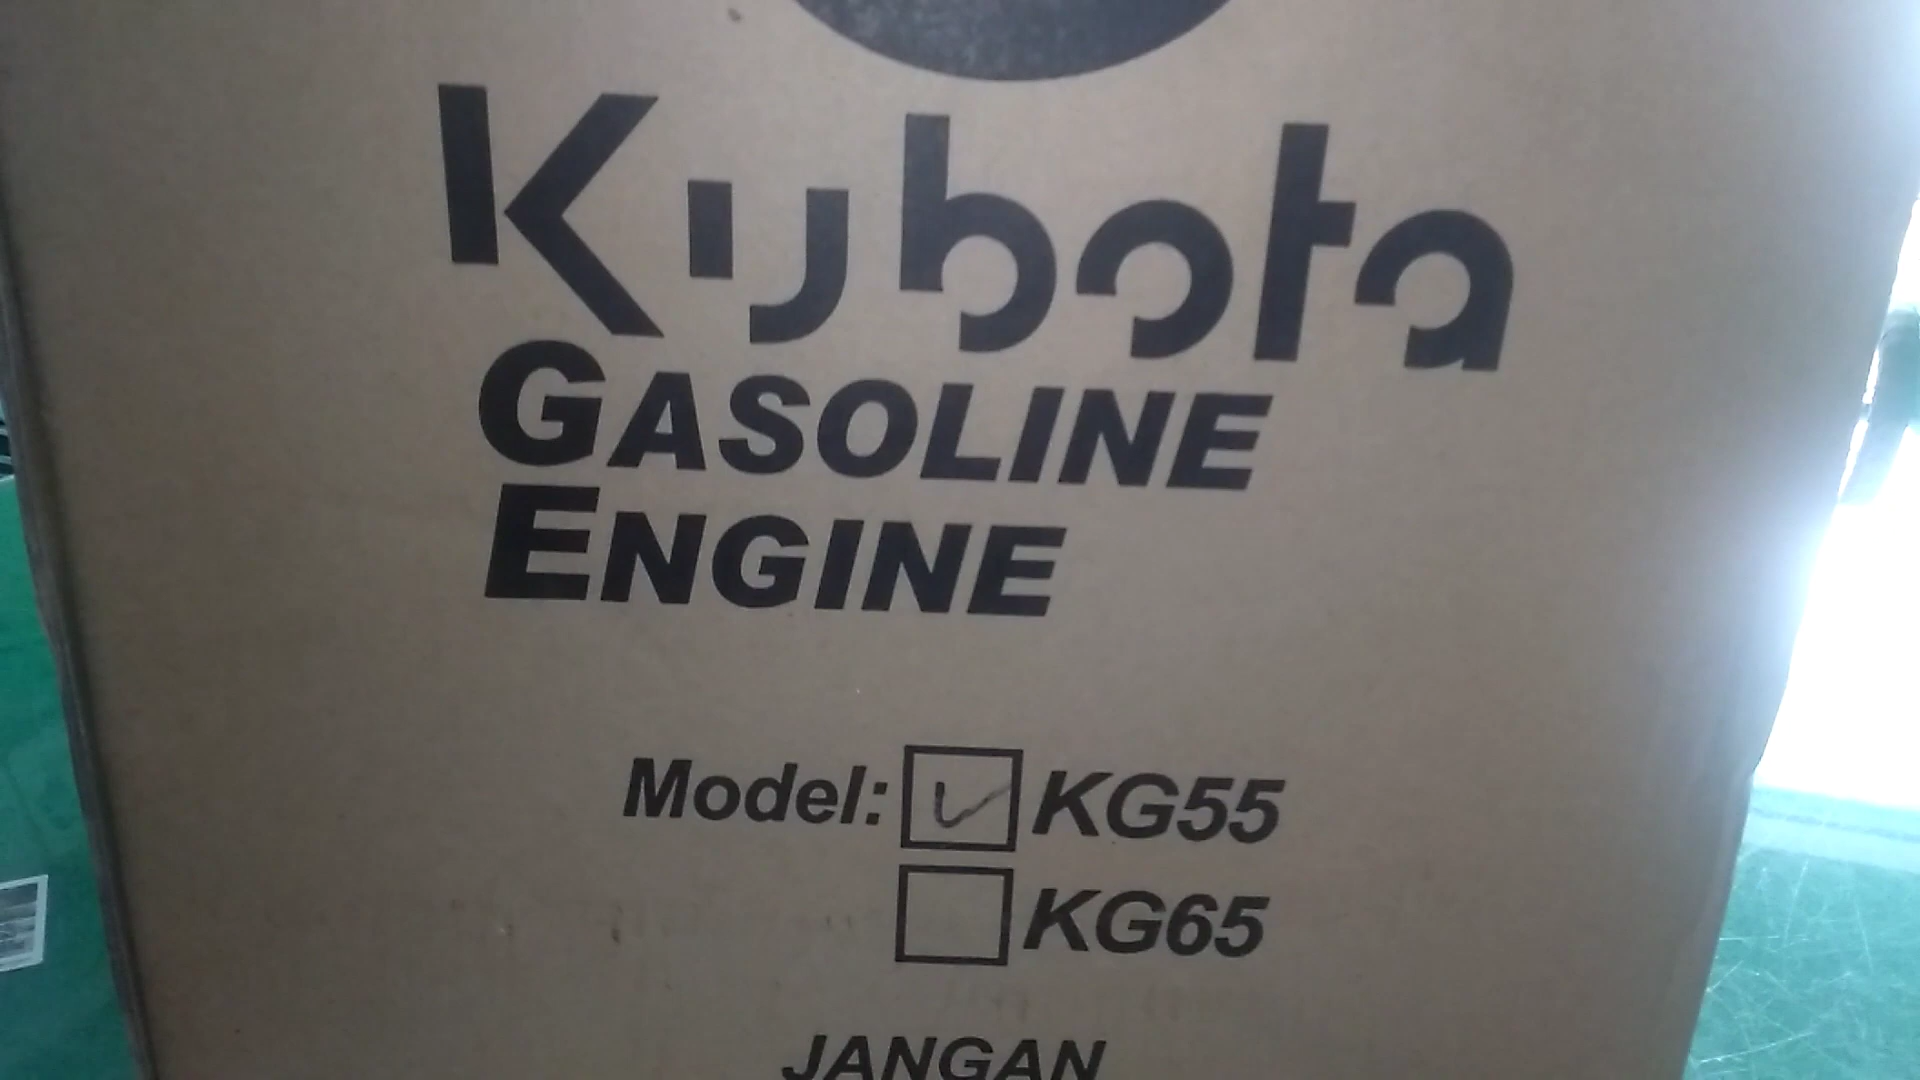 Kubota
GASOLINE
ENGINE
Model: KG55
KG65
JANGAN